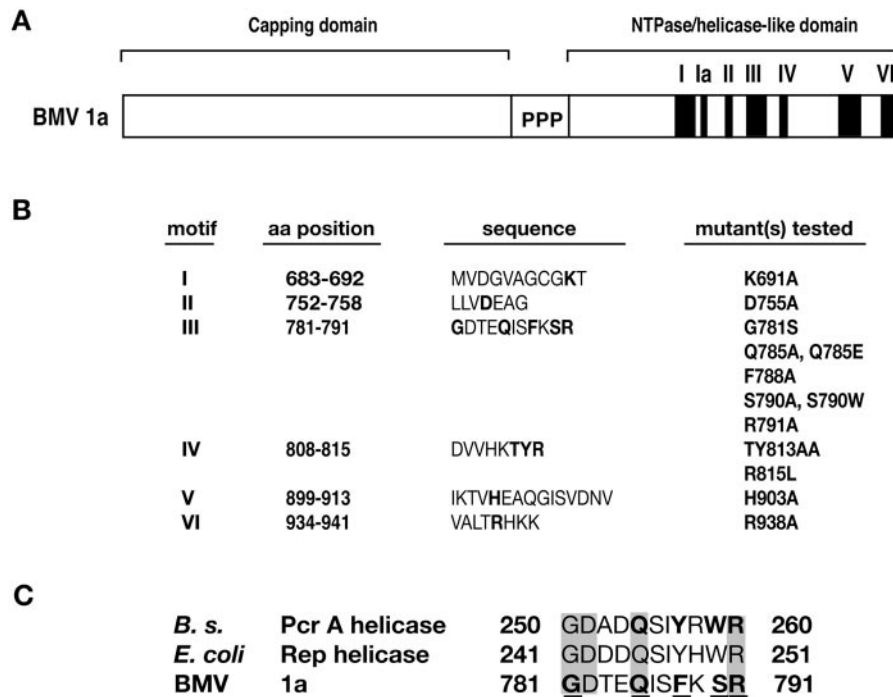 A
Capping domain
NTPase/helicase-like domain
I Ia II III IV V VI
BMV 1a
PPP
B
motif aa position sequence mutant(s) tested
I 683-692 MVDGVAGCGKT K691A
II 752-758 LLVDEAG D755A
III 781-791 GDTEQISFKSR G781S
Q785A, Q785E
F788A
S790A, S790W
R791A
IV 808-815 DVVHKTYR TY813AA
R815L
V 899-913 IKTVHEAQGISVDNV H903A
VI 934-941 VALTRHKK R938A
C
B. s. Pcr A helicase 250 GDADQSIYRWR 260
E. coli Rep helicase 241 GDDDQSIYHWR 251
BMV 1a 781 GDTEQISFK SR 791